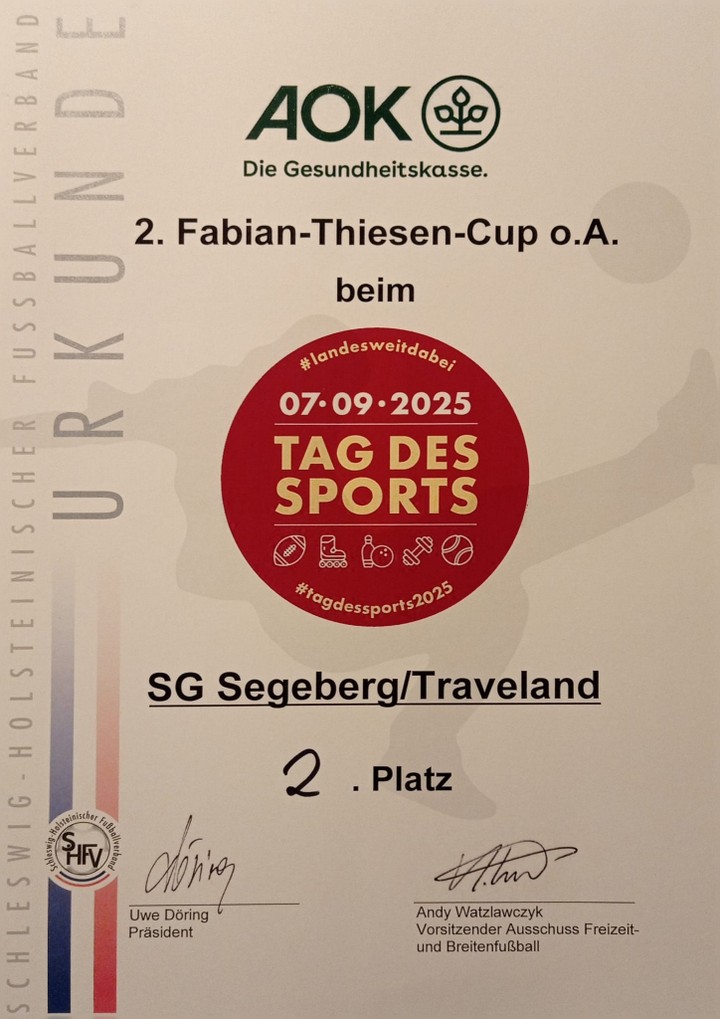 SCHLESWIG-HOLSTEINISCHER FUSSBALLVERBAND
URKUNDE
AOK
Die Gesundheitskasse.
2. Fabian-Thiesen-Cup o.A.
beim
#landesweitdabei
07·09·2025
TAG DES
SPORTS
#tagdessports2025
SG Segeberg/Traveland
2 . Platz
Schleswig-Holsteinischer Fußballverband
SHFV
Döring
Uwe Döring
Präsident
Andy Watzlawczyk
Vorsitzender Ausschuss Freizeit-
und Breitenfußball